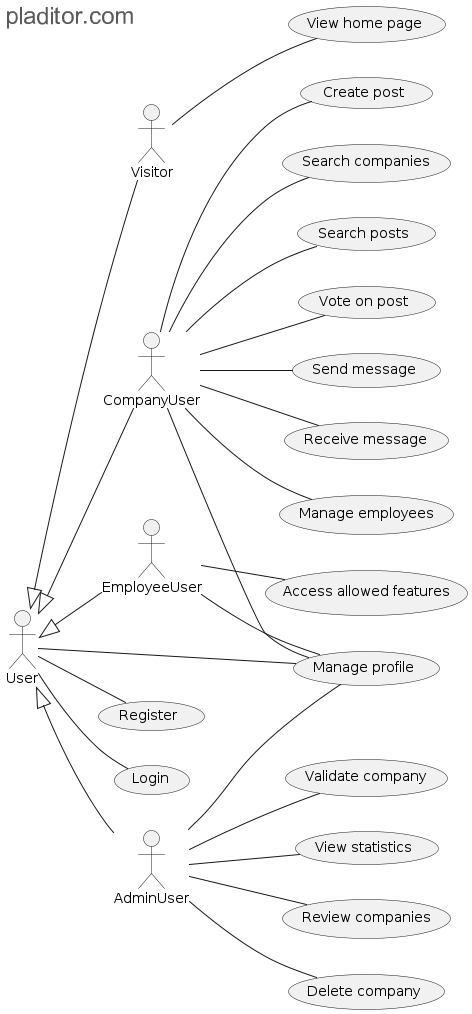 pladitor.com
View home page
Create post
Visitor
Search companies
Search posts
Vote on post
Send message
CompanyUser
Receive message
Manage employees
EmployeeUser
Access allowed features
User
Manage profile
Register
Login
Validate company
View statistics
AdminUser
Review companies
Delete company